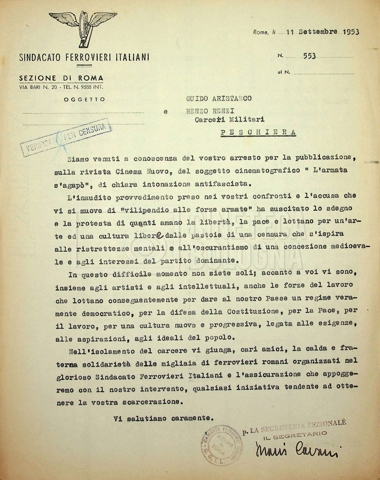 Roma, li 11 Settembre 1953
SINDACATO FERROVIERI ITALIANI
SEZIONE DI ROMA
VIA BARI N. 20 - TEL. N. 9555 INT.
OGGETTO
N. 553
al N.
GUIDO ARISTARCO
e RENZO RENZI
Carceri Militari
PESCHIERA
VERIFICATO PER CENSURA
Siamo venuti a conoscenza del vostro arresto per la pubblicazione,
sulla rivista Cinema Nuovo, del soggetto cinematografico " L'armata
s'agapò", di chiara intonazione antifascista.
L'inaudito provvedimento preso nei vostri confronti e l'accusa che
vi si muove di "vilipendio alle forze armate" ha suscitato lo sdegno
e la protesta di quanti amano la libertà, la pace e lottano per un'ar-
te ed una cultura libere dalle pastoie di una censura che s'ispira
alle ristrettezze mentali e all'oscurantismo di una concezione medioeva-
le e agli interessi del partito dominante.
In questo difficile momento non siete soli; accanto a voi vi sono,
insieme agli artisti e agli intellettuali, anche le forze del lavoro
che lottano conseguentemente per dare al nostro Paese un regime vera-
mente democratico, per la difesa della Costituzione, per la Pace, per
il lavoro, per una cultura nuova e progressiva, legata alle esigenze,
alle aspirazioni, agli ideali del popolo.
Nell'isolamento del carcere vi giunga, cari amici, la calda e fra-
terna solidarietà delle migliaia di ferrovieri romani organizzati nel
glorioso Sindacato Ferrovieri Italiani e l'assicurazione che appogge-
remo con il nostro intervento, qualsiasi iniziativa tendente ad otte-
nere la vostra scarcerazione.
Vi salutiamo caramente.
p. LA SEGRETERIA SEZIONALE
IL SEGRETARIO